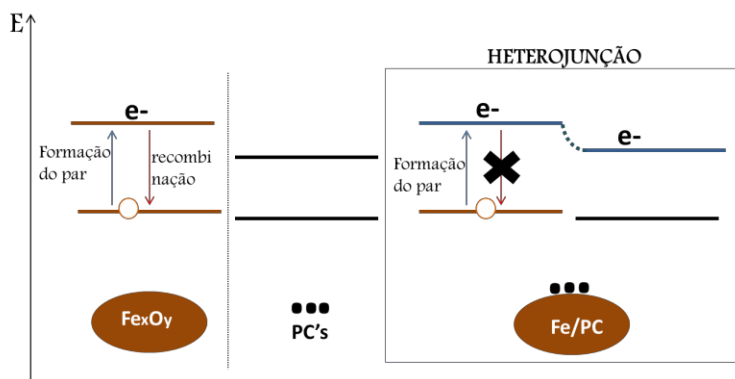 E
HETEROJUNÇÃO
e-
Formação
do par
recombi
nação
e-
Formação
do par
e-
FexOy
PC's
Fe/PC